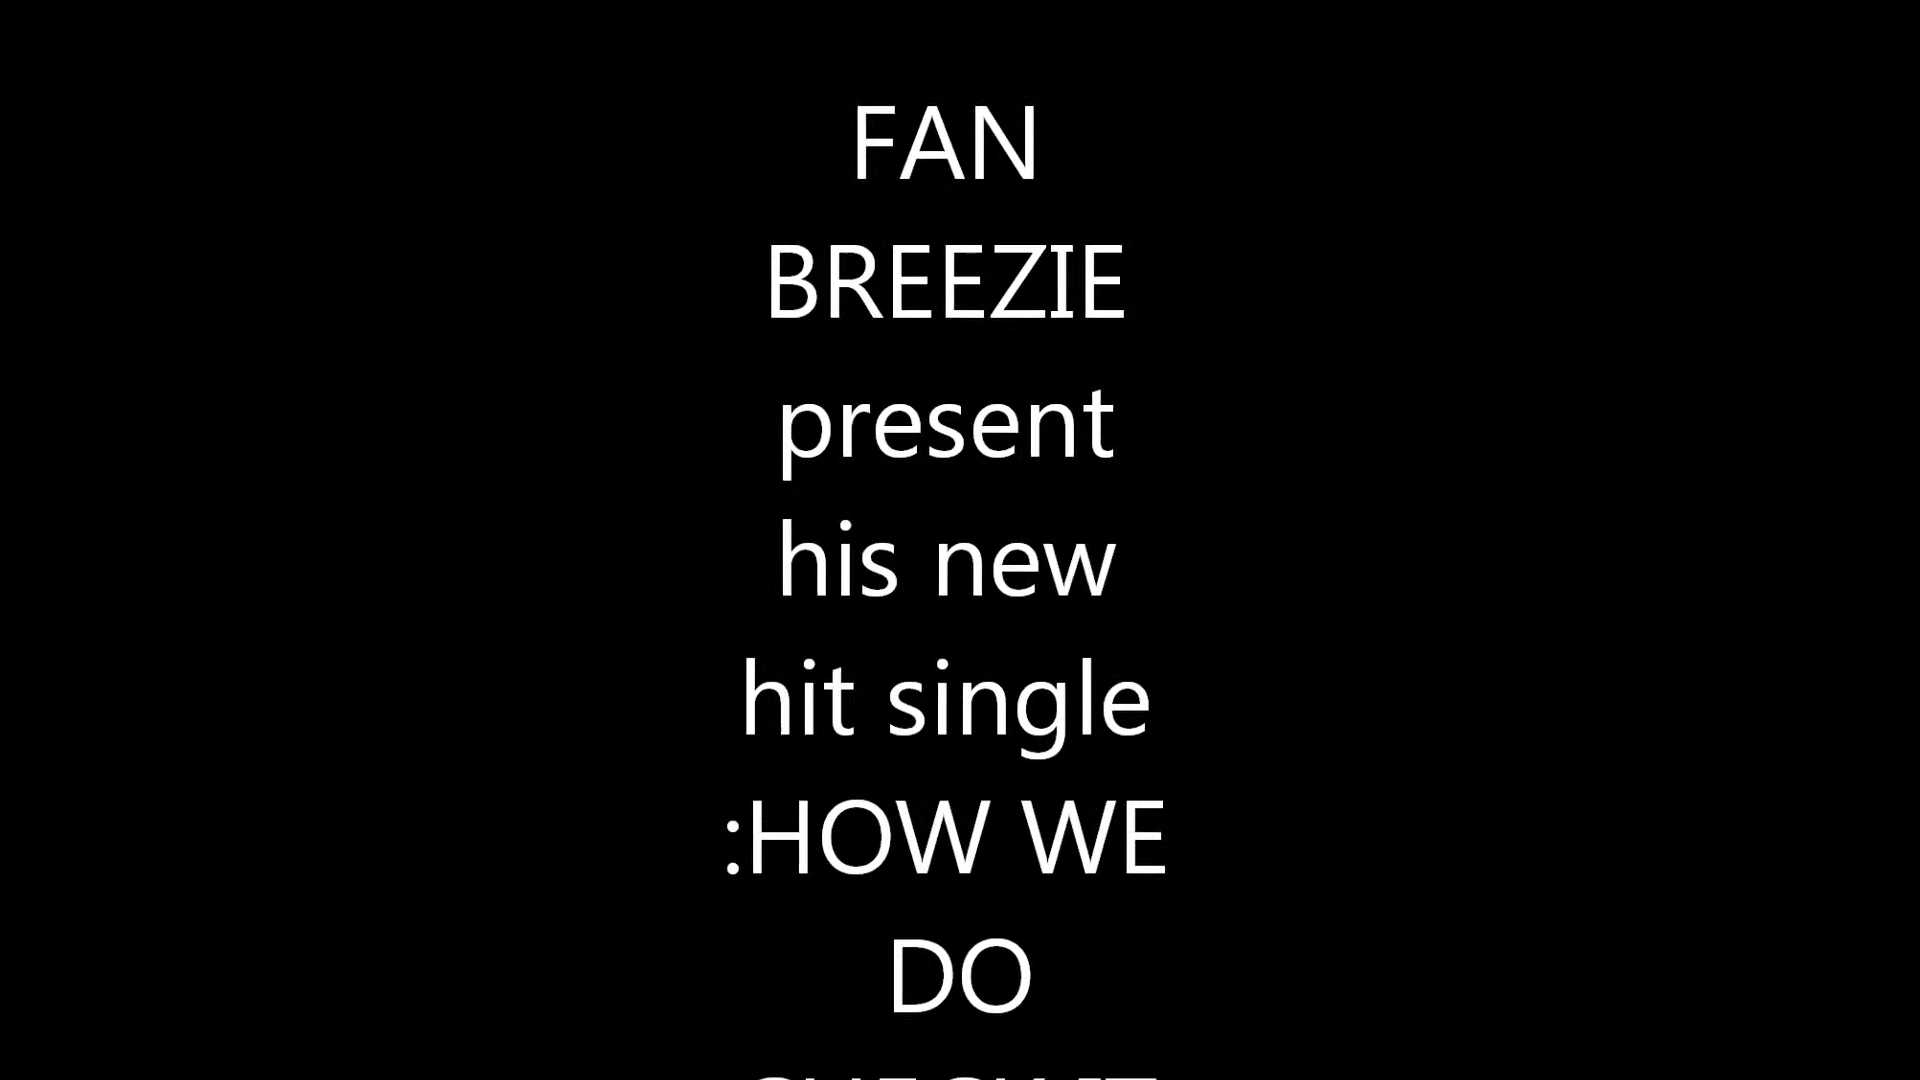 FAN
BREEZIE
present
his new
hit single
:HOW WE
DO